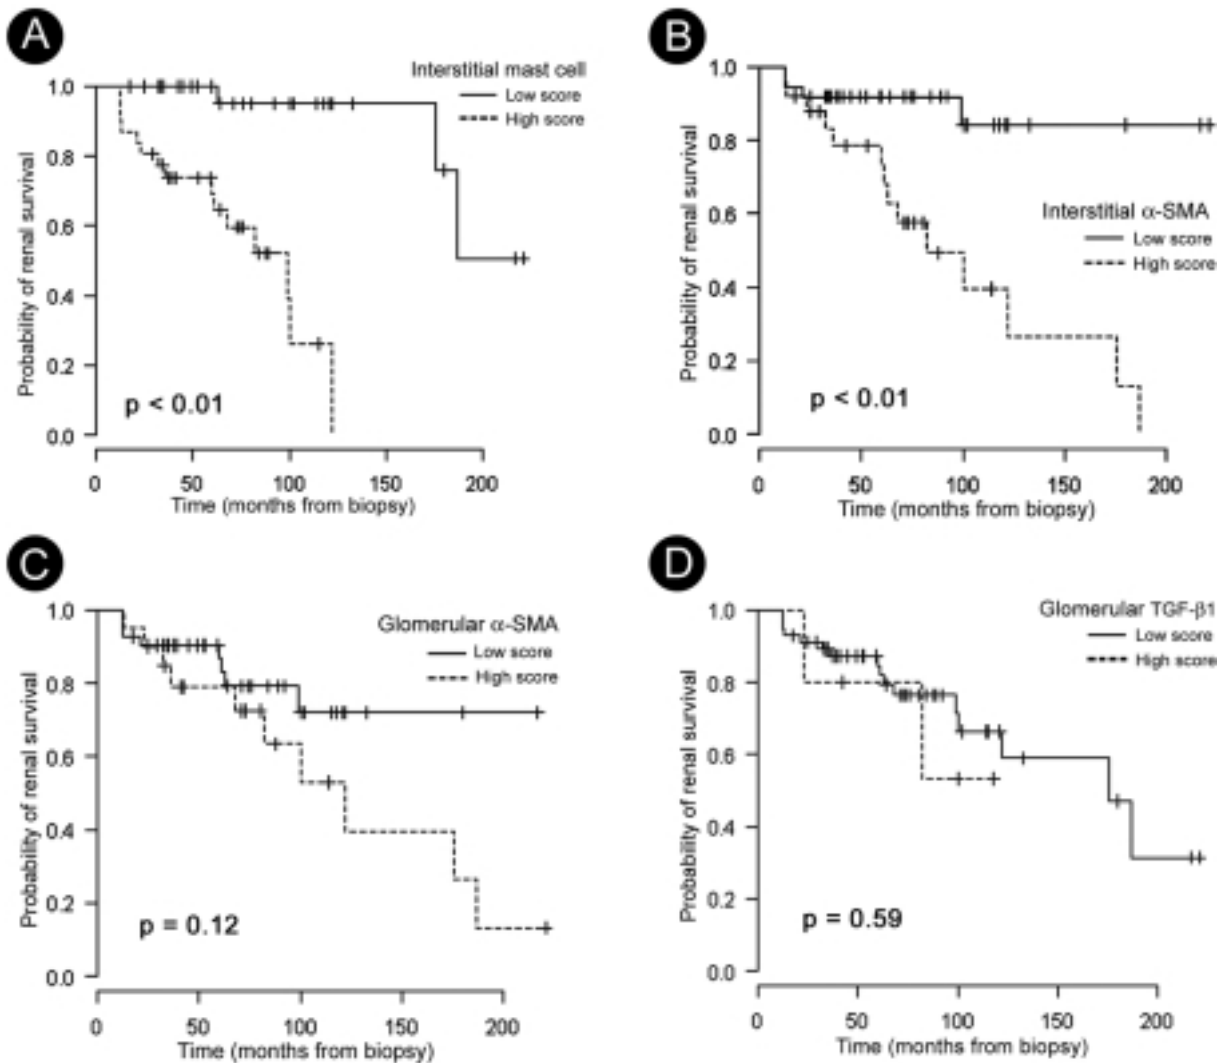 A
Interstitial mast cell
Low score
High score
Probability of renal survival
1.0
0.8
0.6
0.4
0.2
0.0
p < 0.01
0 50 100 150 200
Time (months from biopsy)
B
Interstitial α-SMA
Low score
High score
Probability of renal survival
1.0
0.8
0.6
0.4
0.2
0.0
p < 0.01
0 50 100 150 200
Time (months from biopsy)
C
Glomerular α-SMA
Low score
High score
Probability of renal survival
1.0
0.8
0.6
0.4
0.2
0.0
p = 0.12
0 50 100 150 200
Time (months from biopsy)
D
Glomerular TGF-β1
Low score
High score
Probability of renal survival
1.0
0.8
0.6
0.4
0.2
0.0
p = 0.59
0 50 100 150 200
Time (months from biopsy)